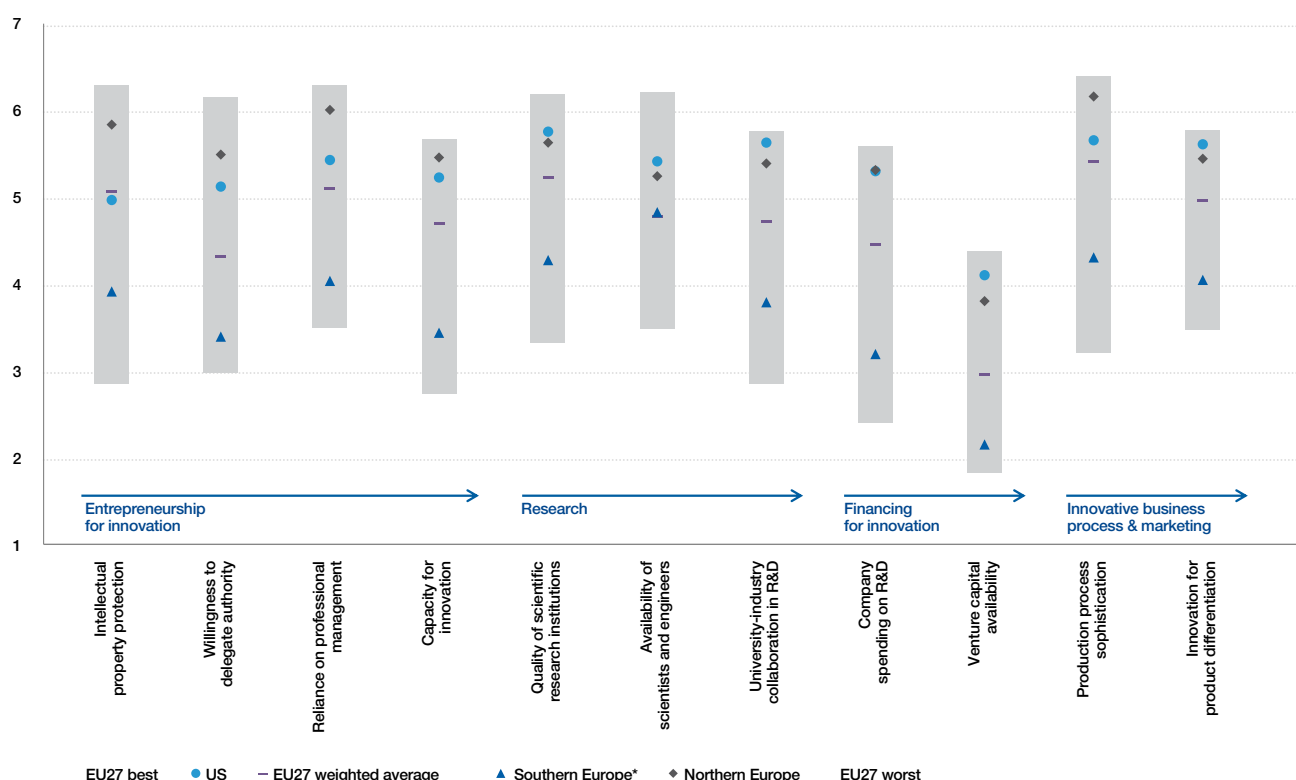 7
6
5
4
3
2
1
Entrepreneurship
for innovation
Research
Financing
for innovation
Innovative business
process & marketing
Intellectual
property protection
Willingness to
delegate authority
Reliance on professional
management
Capacity for
innovation
Quality of scientific
research institutions
Availability of
scientists and engineers
University-industry
collaboration in R&D
Company
spending on R&D
Venture capital
availability
Production process
sophistication
Innovation for
product differentiation
EU27 best US EU27 weighted average Southern Europe* Northern Europe EU27 worst